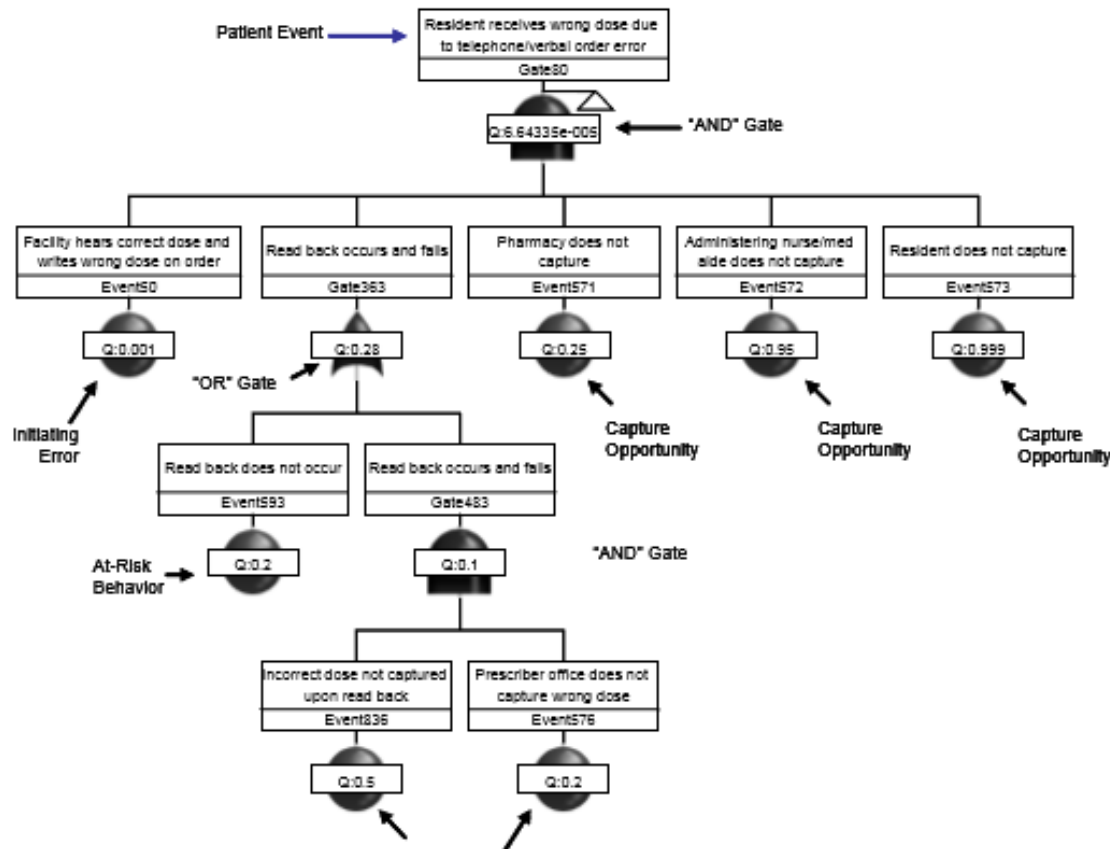 Patient Event
Resident receives wrong dose due
to telephone/verbal order error
Gate80
Q:6.64335e-005
"AND" Gate
Facility hears correct dose and
writes wrong dose on order
Event50
Q:0.001
Initiating
Error
Read back occurs and fails
Gate363
Q:0.28
"OR" Gate
Pharmacy does not
capture
Event571
Q:0.25
Capture
Opportunity
Administering nurse/med
aide does not capture
Event572
Q:0.95
Capture
Opportunity
Resident does not capture
Event573
Q:0.999
Capture
Opportunity
Read back does not occur
Event593
Q:0.2
At-Risk
Behavior
Read back occurs and fails
Gate483
Q:0.1
"AND" Gate
Incorrect dose not captured
upon read back
Event836
Q:0.5
Prescriber office does not
capture wrong dose
Event576
Q:0.2